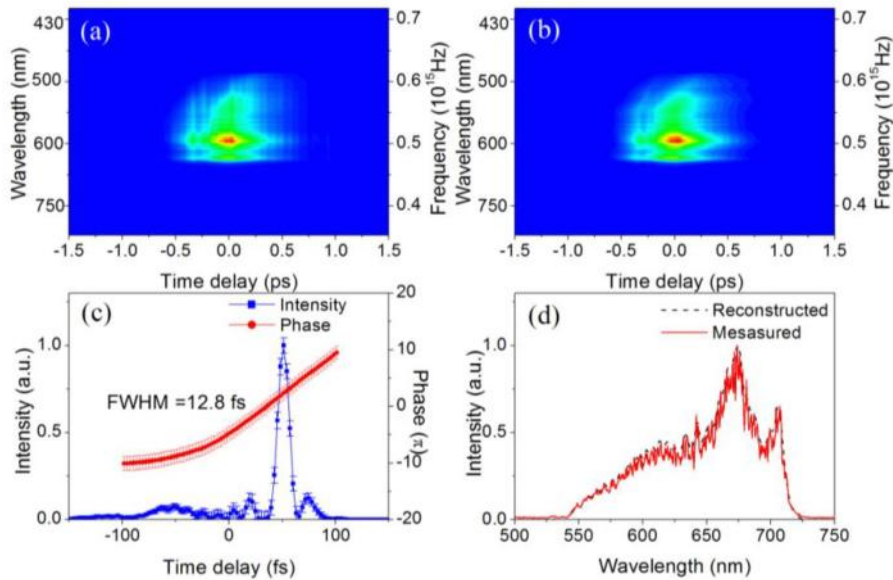 (a)
430
500
600
750
Wavelength (nm)
0.7
0.6
0.5
0.4
Frequency (10¹⁵Hz)
-1.5 -1.0 -0.5 0.0 0.5 1.0 1.5
Time delay (ps)
(b)
430
500
600
750
Wavelength (nm)
0.7
0.6
0.5
0.4
Frequency (10¹⁵Hz)
-1.5 -1.0 -0.5 0.0 0.5 1.0 1.5
Time delay (ps)
(c)
Intensity
Phase
FWHM =12.8 fs
1.0
0.5
0.0
Intensity (a.u.)
20
10
0
-10
-20
Phase (π)
-100 0 100
Time delay (fs)
(d)
Reconstructed
Mesasured
1.0
0.5
0.0
Intensity (a.u.)
500 550 600 650 700 750
Wavelength (nm)